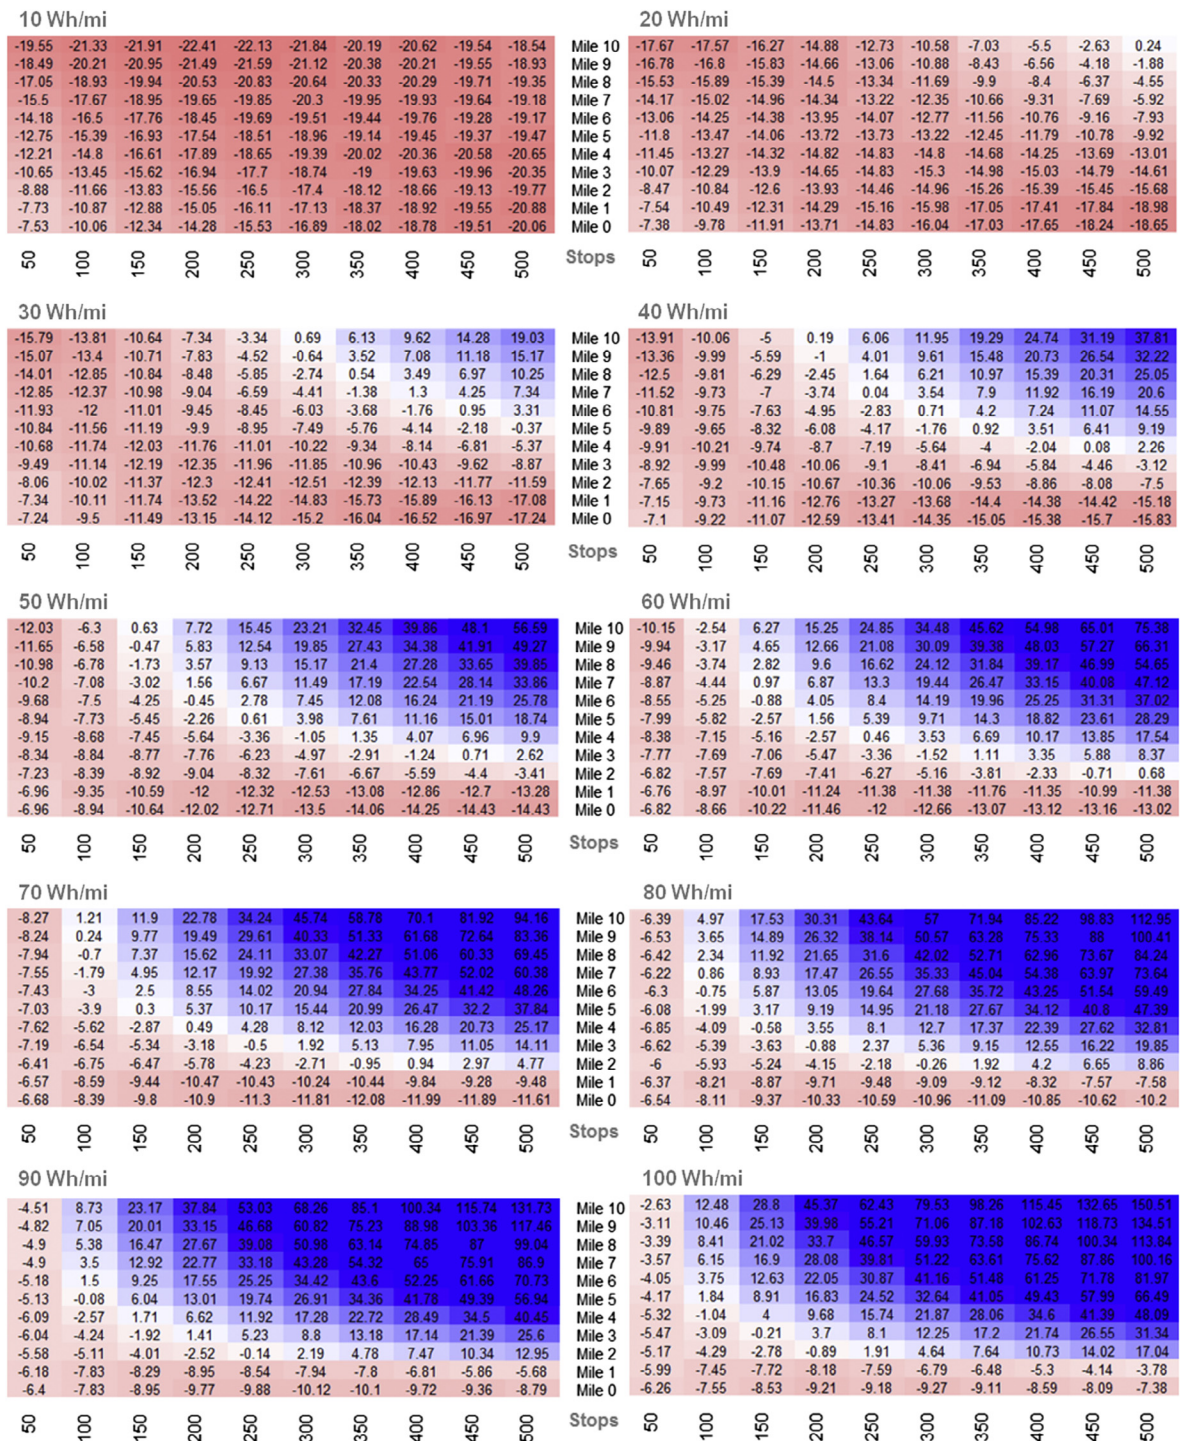 10 Wh/mi 20 Wh/mi
-19.55 -21.33 -21.91 -22.41 -22.13 -21.84 -20.19 -20.62 -19.54 -18.54 Mile 10 -17.67 -17.57 -16.27 -14.88 -12.73 -10.58 -7.03 -5.5 -2.63 0.24
-18.49 -20.21 -20.95 -21.49 -21.59 -21.12 -20.38 -20.21 -19.55 -18.93 Mile 9 -16.78 -16.8 -15.83 -14.66 -13.06 -10.88 -8.43 -6.56 -4.18 -1.88
-17.05 -18.93 -19.94 -20.53 -20.83 -20.64 -20.33 -20.29 -19.71 -19.35 Mile 8 -15.53 -15.89 -15.39 -14.5 -13.34 -11.69 -9.9 -8.4 -6.37 -4.55
-15.5 -17.67 -18.95 -19.65 -19.85 -20.3 -19.95 -19.93 -19.64 -19.18 Mile 7 -14.17 -15.02 -14.96 -14.34 -13.22 -12.35 -10.66 -9.31 -7.69 -5.92
-14.18 -16.5 -17.76 -18.45 -19.69 -19.51 -19.44 -19.76 -19.28 -19.17 Mile 6 -13.06 -14.25 -14.38 -13.95 -14.07 -12.77 -11.56 -10.76 -9.16 -7.93
-12.75 -15.39 -16.93 -17.54 -18.51 -18.96 -19.14 -19.45 -19.37 -19.47 Mile 5 -11.8 -13.47 -14.06 -13.72 -13.73 -13.22 -12.45 -11.79 -10.78 -9.92
-12.21 -14.8 -16.61 -17.89 -18.65 -19.39 -20.02 -20.36 -20.58 -20.65 Mile 4 -11.45 -13.27 -14.32 -14.82 -14.83 -14.8 -14.68 -14.25 -13.69 -13.01
-10.65 -13.45 -15.62 -16.94 -17.7 -18.74 -19 -19.63 -19.96 -20.35 Mile 3 -10.07 -12.29 -13.9 -14.65 -14.83 -15.3 -14.98 -15.03 -14.79 -14.61
-8.88 -11.66 -13.83 -15.56 -16.5 -17.4 -18.12 -18.66 -19.13 -19.77 Mile 2 -8.47 -10.84 -12.6 -13.93 -14.46 -14.96 -15.26 -15.39 -15.45 -15.68
-7.73 -10.87 -12.88 -15.05 -16.11 -17.13 -18.37 -18.92 -19.55 -20.88 Mile 1 -7.54 -10.49 -12.31 -14.29 -15.16 -15.98 -17.05 -17.41 -17.84 -18.98
-7.53 -10.06 -12.34 -14.28 -15.53 -16.89 -18.02 -18.78 -19.51 -20.06 Mile 0 -7.38 -9.78 -11.91 -13.71 -14.83 -16.04 -17.03 -17.65 -18.24 -18.65
50 100 150 200 250 300 350 400 450 500 Stops 50 100 150 200 250 300 350 400 450 500
30 Wh/mi 40 Wh/mi
-15.79 -13.81 -10.64 -7.34 -3.34 0.69 6.13 9.62 14.28 19.03 Mile 10 -13.91 -10.06 -5 0.19 6.06 11.95 19.29 24.74 31.19 37.81
-15.07 -13.4 -10.71 -7.83 -4.52 -0.64 3.52 7.08 11.18 15.17 Mile 9 -13.36 -9.99 -5.59 -1 4.01 9.61 15.48 20.73 26.54 32.22
-14.01 -12.85 -10.84 -8.48 -5.85 -2.74 0.54 3.49 6.97 10.25 Mile 8 -12.5 -9.81 -6.29 -2.45 1.64 6.21 10.97 15.39 20.31 25.05
-12.85 -12.37 -10.98 -9.04 -6.59 -4.41 -1.38 1.3 4.25 7.34 Mile 7 -11.52 -9.73 -7 -3.74 0.04 3.54 7.9 11.92 16.19 20.6
-11.93 -12 -11.01 -9.45 -8.45 -6.03 -3.68 -1.76 0.95 3.31 Mile 6 -10.81 -9.75 -7.63 -4.95 -2.83 0.71 4.2 7.24 11.07 14.55
-10.84 -11.56 -11.19 -9.9 -8.95 -7.49 -5.76 -4.14 -2.18 -0.37 Mile 5 -9.89 -9.65 -8.32 -6.08 -4.17 -1.76 0.92 3.51 6.41 9.19
-10.68 -11.74 -12.03 -11.76 -11.01 -10.22 -9.34 -8.14 -6.81 -5.37 Mile 4 -9.91 -10.21 -9.74 -8.7 -7.19 -5.64 -4 -2.04 0.08 2.26
-9.49 -11.14 -12.19 -12.35 -11.96 -11.85 -10.96 -10.43 -9.62 -8.87 Mile 3 -8.92 -9.99 -10.48 -10.06 -9.1 -8.41 -6.94 -5.84 -4.46 -3.12
-8.06 -10.02 -11.37 -12.3 -12.41 -12.51 -12.39 -12.13 -11.77 -11.59 Mile 2 -7.65 -9.2 -10.15 -10.67 -10.36 -10.06 -9.53 -8.86 -8.08 -7.5
-7.34 -10.11 -11.74 -13.52 -14.22 -14.83 -15.73 -15.89 -16.13 -17.08 Mile 1 -7.15 -9.73 -11.16 -12.76 -13.27 -13.68 -14.4 -14.38 -14.42 -15.18
-7.24 -9.5 -11.49 -13.15 -14.12 -15.2 -16.04 -16.52 -16.97 -17.24 Mile 0 -7.1 -9.22 -11.07 -12.59 -13.41 -14.35 -15.05 -15.38 -15.7 -15.83
50 100 150 200 250 300 350 400 450 500 Stops 50 100 150 200 250 300 350 400 450 500
50 Wh/mi 60 Wh/mi
-12.03 -6.3 0.63 7.72 15.45 23.21 32.45 39.86 48.1 56.59 Mile 10 -10.15 -2.54 6.27 15.25 24.85 34.48 45.62 54.98 65.01 75.38
-11.65 -6.58 -0.47 5.83 12.54 19.85 27.43 34.38 41.91 49.27 Mile 9 -9.94 -3.17 4.65 12.66 21.08 30.09 39.38 48.03 57.27 66.31
-10.98 -6.78 -1.73 3.57 9.13 15.17 21.4 27.28 33.65 39.85 Mile 8 -9.46 -3.74 2.82 9.6 16.62 24.12 31.84 39.17 46.99 54.65
-10.2 -7.08 -3.02 1.56 6.67 11.49 17.19 22.54 28.14 33.86 Mile 7 -8.87 -4.44 0.97 6.87 13.3 19.44 26.47 33.15 40.08 47.12
-9.68 -7.5 -4.25 -0.45 2.78 7.45 12.08 16.24 21.19 25.78 Mile 6 -8.55 -5.25 -0.88 4.05 8.4 14.19 19.96 25.25 31.31 37.02
-8.94 -7.73 -5.45 -2.26 0.61 3.98 7.61 11.16 15.01 18.74 Mile 5 -7.99 -5.82 -2.57 1.56 5.39 9.71 14.3 18.82 23.61 28.29
-9.15 -8.68 -7.45 -5.64 -3.36 -1.05 1.35 4.07 6.96 9.9 Mile 4 -8.38 -7.15 -5.16 -2.57 0.46 3.53 6.69 10.17 13.85 17.54
-8.34 -8.84 -8.77 -7.76 -6.23 -4.97 -2.91 -1.24 0.71 2.62 Mile 3 -7.77 -7.69 -7.06 -5.47 -3.36 -1.52 1.11 3.35 5.88 8.37
-7.23 -8.39 -8.92 -9.04 -8.32 -7.61 -6.67 -5.59 -4.4 -3.41 Mile 2 -6.82 -7.57 -7.69 -7.41 -6.27 -5.16 -3.81 -2.33 -0.71 0.68
-6.96 -9.35 -10.59 -12 -12.32 -12.53 -13.08 -12.86 -12.7 -13.28 Mile 1 -6.76 -8.97 -10.01 -11.24 -11.38 -11.38 -11.76 -11.35 -10.99 -11.38
-6.96 -8.94 -10.64 -12.02 -12.71 -13.5 -14.06 -14.25 -14.43 -14.43 Mile 0 -6.82 -8.66 -10.22 -11.46 -12 -12.66 -13.07 -13.12 -13.16 -13.02
50 100 150 200 250 300 350 400 450 500 Stops 50 100 150 200 250 300 350 400 450 500
70 Wh/mi 80 Wh/mi
-8.27 1.21 11.9 22.78 34.24 45.74 58.78 70.1 81.92 94.16 Mile 10 -6.39 4.97 17.53 30.31 43.64 57 71.94 85.22 98.83 112.95
-8.24 0.24 9.77 19.49 29.61 40.33 51.33 61.68 72.64 83.36 Mile 9 -6.53 3.65 14.89 26.32 38.14 50.57 63.28 75.33 88 100.41
-7.94 -0.7 7.37 15.62 24.11 33.07 42.27 51.06 60.33 69.45 Mile 8 -6.42 2.34 11.92 21.65 31.6 42.02 52.71 62.96 73.67 84.24
-7.55 -1.79 4.95 12.17 19.92 27.38 35.76 43.77 52.02 60.38 Mile 7 -6.22 0.86 8.93 17.47 26.55 35.33 45.04 54.38 63.97 73.64
-7.43 -3 2.5 8.55 14.02 20.94 27.84 34.25 41.42 48.26 Mile 6 -6.3 -0.75 5.87 13.05 19.64 27.68 35.72 43.25 51.54 59.49
-7.03 -3.9 0.3 5.37 10.17 15.44 20.99 26.47 32.2 37.84 Mile 5 -6.08 -1.99 3.17 9.19 14.95 21.18 27.67 34.12 40.8 47.39
-7.62 -5.62 -2.87 0.49 4.28 8.12 12.03 16.28 20.73 25.17 Mile 4 -6.85 -4.09 -0.58 3.55 8.1 12.7 17.37 22.39 27.62 32.81
-7.19 -6.54 -5.34 -3.18 -0.5 1.92 5.13 7.95 11.05 14.11 Mile 3 -6.62 -5.39 -3.63 -0.88 2.37 5.36 9.15 12.55 16.22 19.85
-6.41 -6.75 -6.47 -5.78 -4.23 -2.71 -0.95 0.94 2.97 4.77 Mile 2 -6 -5.93 -5.24 -4.15 -2.18 -0.26 1.92 4.2 6.65 8.86
-6.57 -8.59 -9.44 -10.47 -10.43 -10.24 -10.44 -9.84 -9.28 -9.48 Mile 1 -6.37 -8.21 -8.87 -9.71 -9.48 -9.09 -9.12 -8.32 -7.57 -7.58
-6.68 -8.39 -9.8 -10.9 -11.3 -11.81 -12.08 -11.99 -11.89 -11.61 Mile 0 -6.54 -8.11 -9.37 -10.33 -10.59 -10.96 -11.09 -10.85 -10.62 -10.2
50 100 150 200 250 300 350 400 450 500 Stops 50 100 150 200 250 300 350 400 450 500
90 Wh/mi 100 Wh/mi
-4.51 8.73 23.17 37.84 53.03 68.26 85.1 100.34 115.74 131.73 Mile 10 -2.63 12.48 28.8 45.37 62.43 79.53 98.26 115.45 132.65 150.51
-4.82 7.05 20.01 33.15 46.68 60.82 75.23 88.98 103.36 117.46 Mile 9 -3.11 10.46 25.13 39.98 55.21 71.06 87.18 102.63 118.73 134.51
-4.9 5.38 16.47 27.67 39.08 50.98 63.14 74.85 87 99.04 Mile 8 -3.39 8.41 21.02 33.7 46.57 59.93 73.58 86.74 100.34 113.84
-4.9 3.5 12.92 22.77 33.18 43.28 54.32 65 75.91 86.9 Mile 7 -3.57 6.15 16.9 28.08 39.81 51.22 63.61 75.62 87.86 100.16
-5.18 1.5 9.25 17.55 25.25 34.42 43.6 52.25 61.66 70.73 Mile 6 -4.05 3.75 12.63 22.05 30.87 41.16 51.48 61.25 71.78 81.97
-5.13 -0.08 6.04 13.01 19.74 26.91 34.36 41.78 49.39 56.94 Mile 5 -4.17 1.84 8.91 16.83 24.52 32.64 41.05 49.43 57.99 66.49
-6.09 -2.57 1.71 6.62 11.92 17.28 22.72 28.49 34.5 40.45 Mile 4 -5.32 -1.04 4 9.68 15.74 21.87 28.06 34.6 41.39 48.09
-6.04 -4.24 -1.92 1.41 5.23 8.8 13.18 17.14 21.39 25.6 Mile 3 -5.47 -3.09 -0.21 3.7 8.1 12.25 17.2 21.74 26.55 31.34
-5.58 -5.11 -4.01 -2.52 -0.14 2.19 4.78 7.47 10.34 12.95 Mile 2 -5.17 -4.29 -2.78 -0.89 1.91 4.64 7.64 10.73 14.02 17.04
-6.18 -7.83 -8.29 -8.95 -8.54 -7.94 -7.8 -6.81 -5.86 -5.68 Mile 1 -5.99 -7.45 -7.72 -8.18 -7.59 -6.79 -6.48 -5.3 -4.14 -3.78
-6.4 -7.83 -8.95 -9.77 -9.88 -10.12 -10.1 -9.72 -9.36 -8.79 Mile 0 -6.26 -7.55 -8.53 -9.21 -9.18 -9.27 -9.11 -8.59 -8.09 -7.38
50 100 150 200 250 300 350 400 450 500 Stops 50 100 150 200 250 300 350 400 450 500